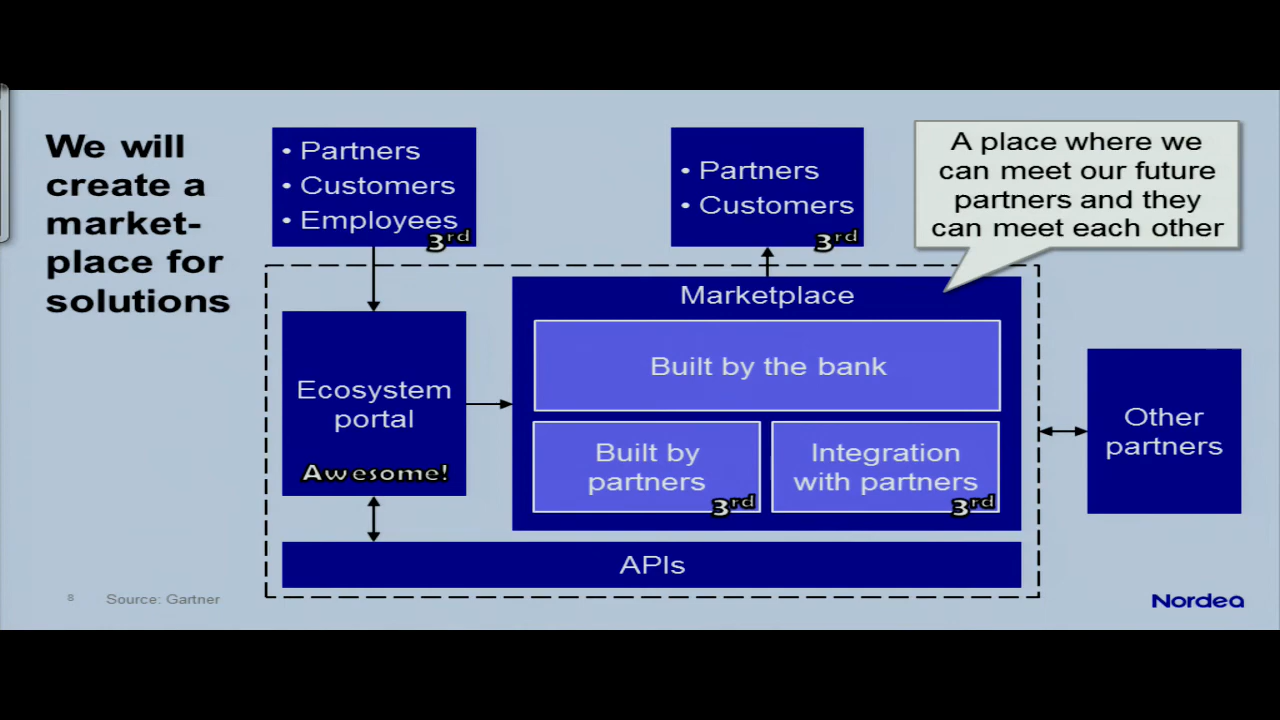 We will
create a
market-
place for
solutions
• Partners
• Customers
• Employees
3rd
• Partners
• Customers
3rd
A place where we
can meet our future
partners and they
can meet each other
Marketplace
Built by the bank
Built by
partners
3rd
Integration
with partners
3rd
Ecosystem
portal
Awesome!
Other
partners
APIs
8 Source: Gartner
Nordea